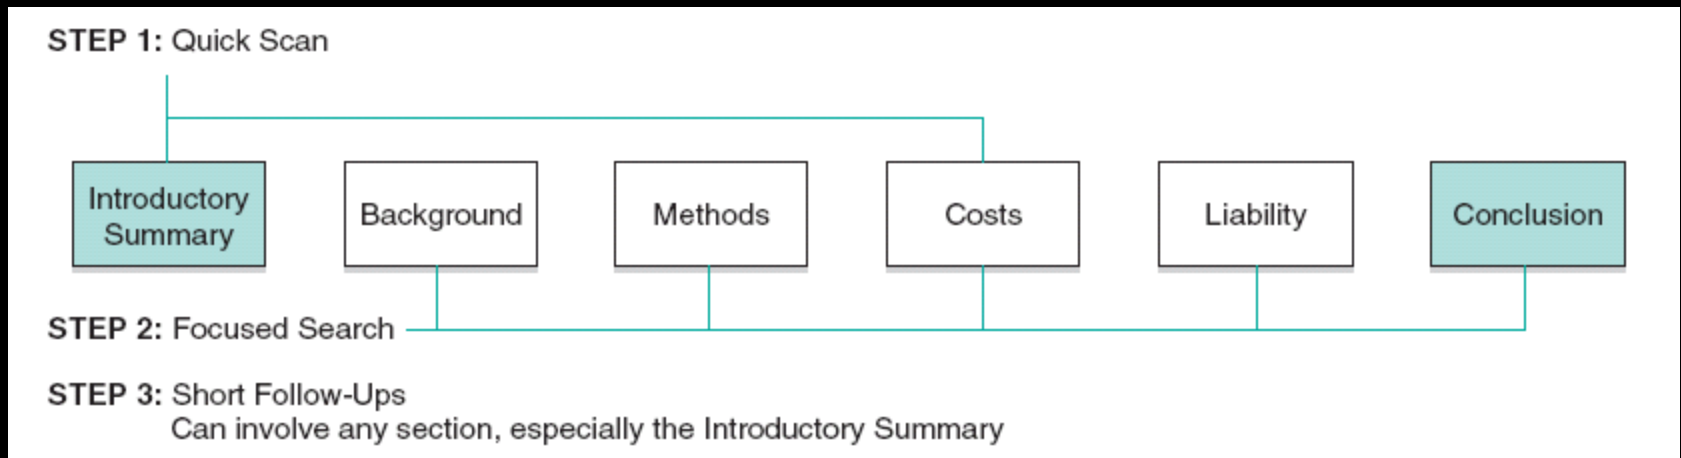 STEP 1: Quick Scan
Introductory
Summary
Background
Methods
Costs
Liability
Conclusion
STEP 2: Focused Search
STEP 3: Short Follow-Ups
Can involve any section, especially the Introductory Summary